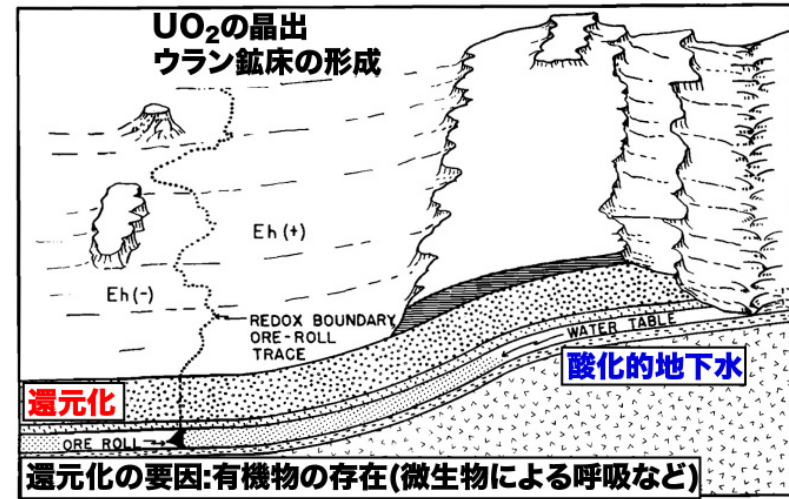 UO₂の晶出
ウラン鉱床の形成
Eh (+)
Eh (-)
REDOX BOUNDARY
ORE-ROLL
TRACE
WATER TABLE
酸化的地下水
還元化
ORE ROLL
還元化の要因:有機物の存在(微生物による呼吸など)